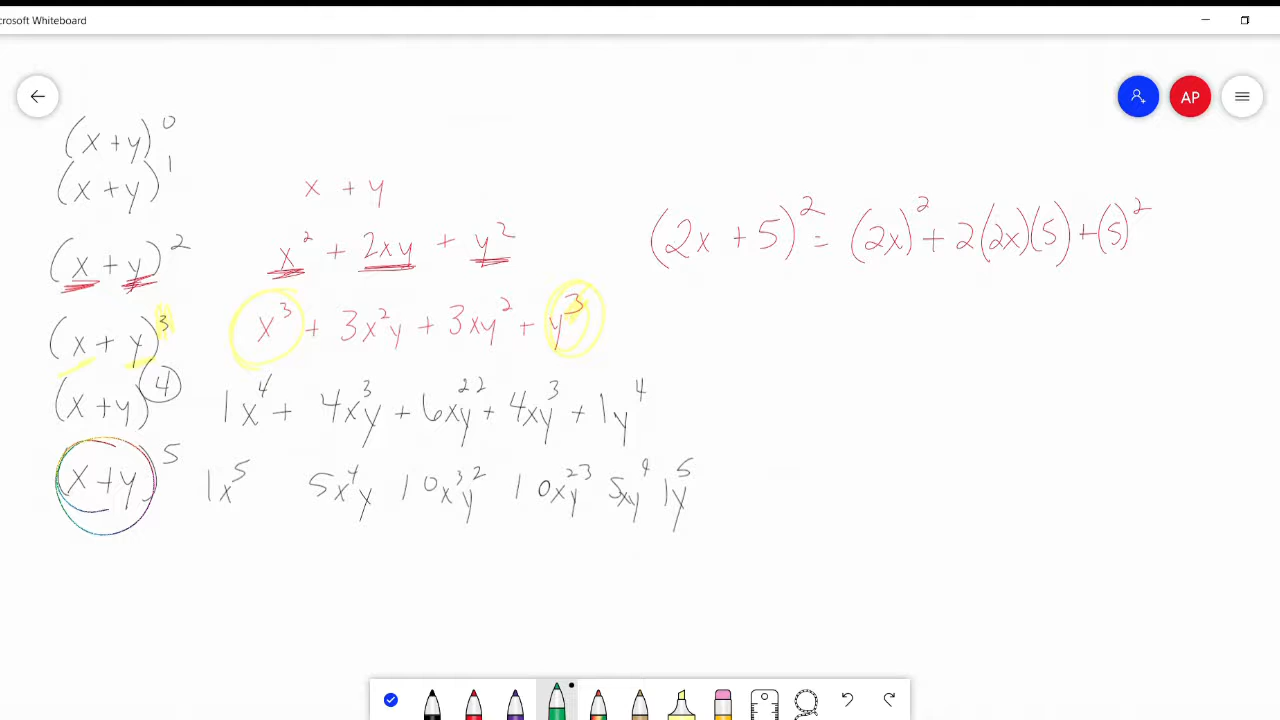 crosoft Whiteboard
AP
(x+y)^0
(x+y)^1
x + y
(x+y)^2
x^2 + 2xy + y^2
(2x+5)^2 = (2x)^2 + 2(2x)(5) + (5)^2
(x+y)^3
x^3 + 3x^2y + 3xy^2 + y^3
(x+y)^4
1x^4 + 4x^3y + 6x^2y^2 + 4xy^3 + 1y^4
(x+y)^5
1x^5 5x^4y 10x^3y^2 10x^2y^3 5xy^4 1y^5